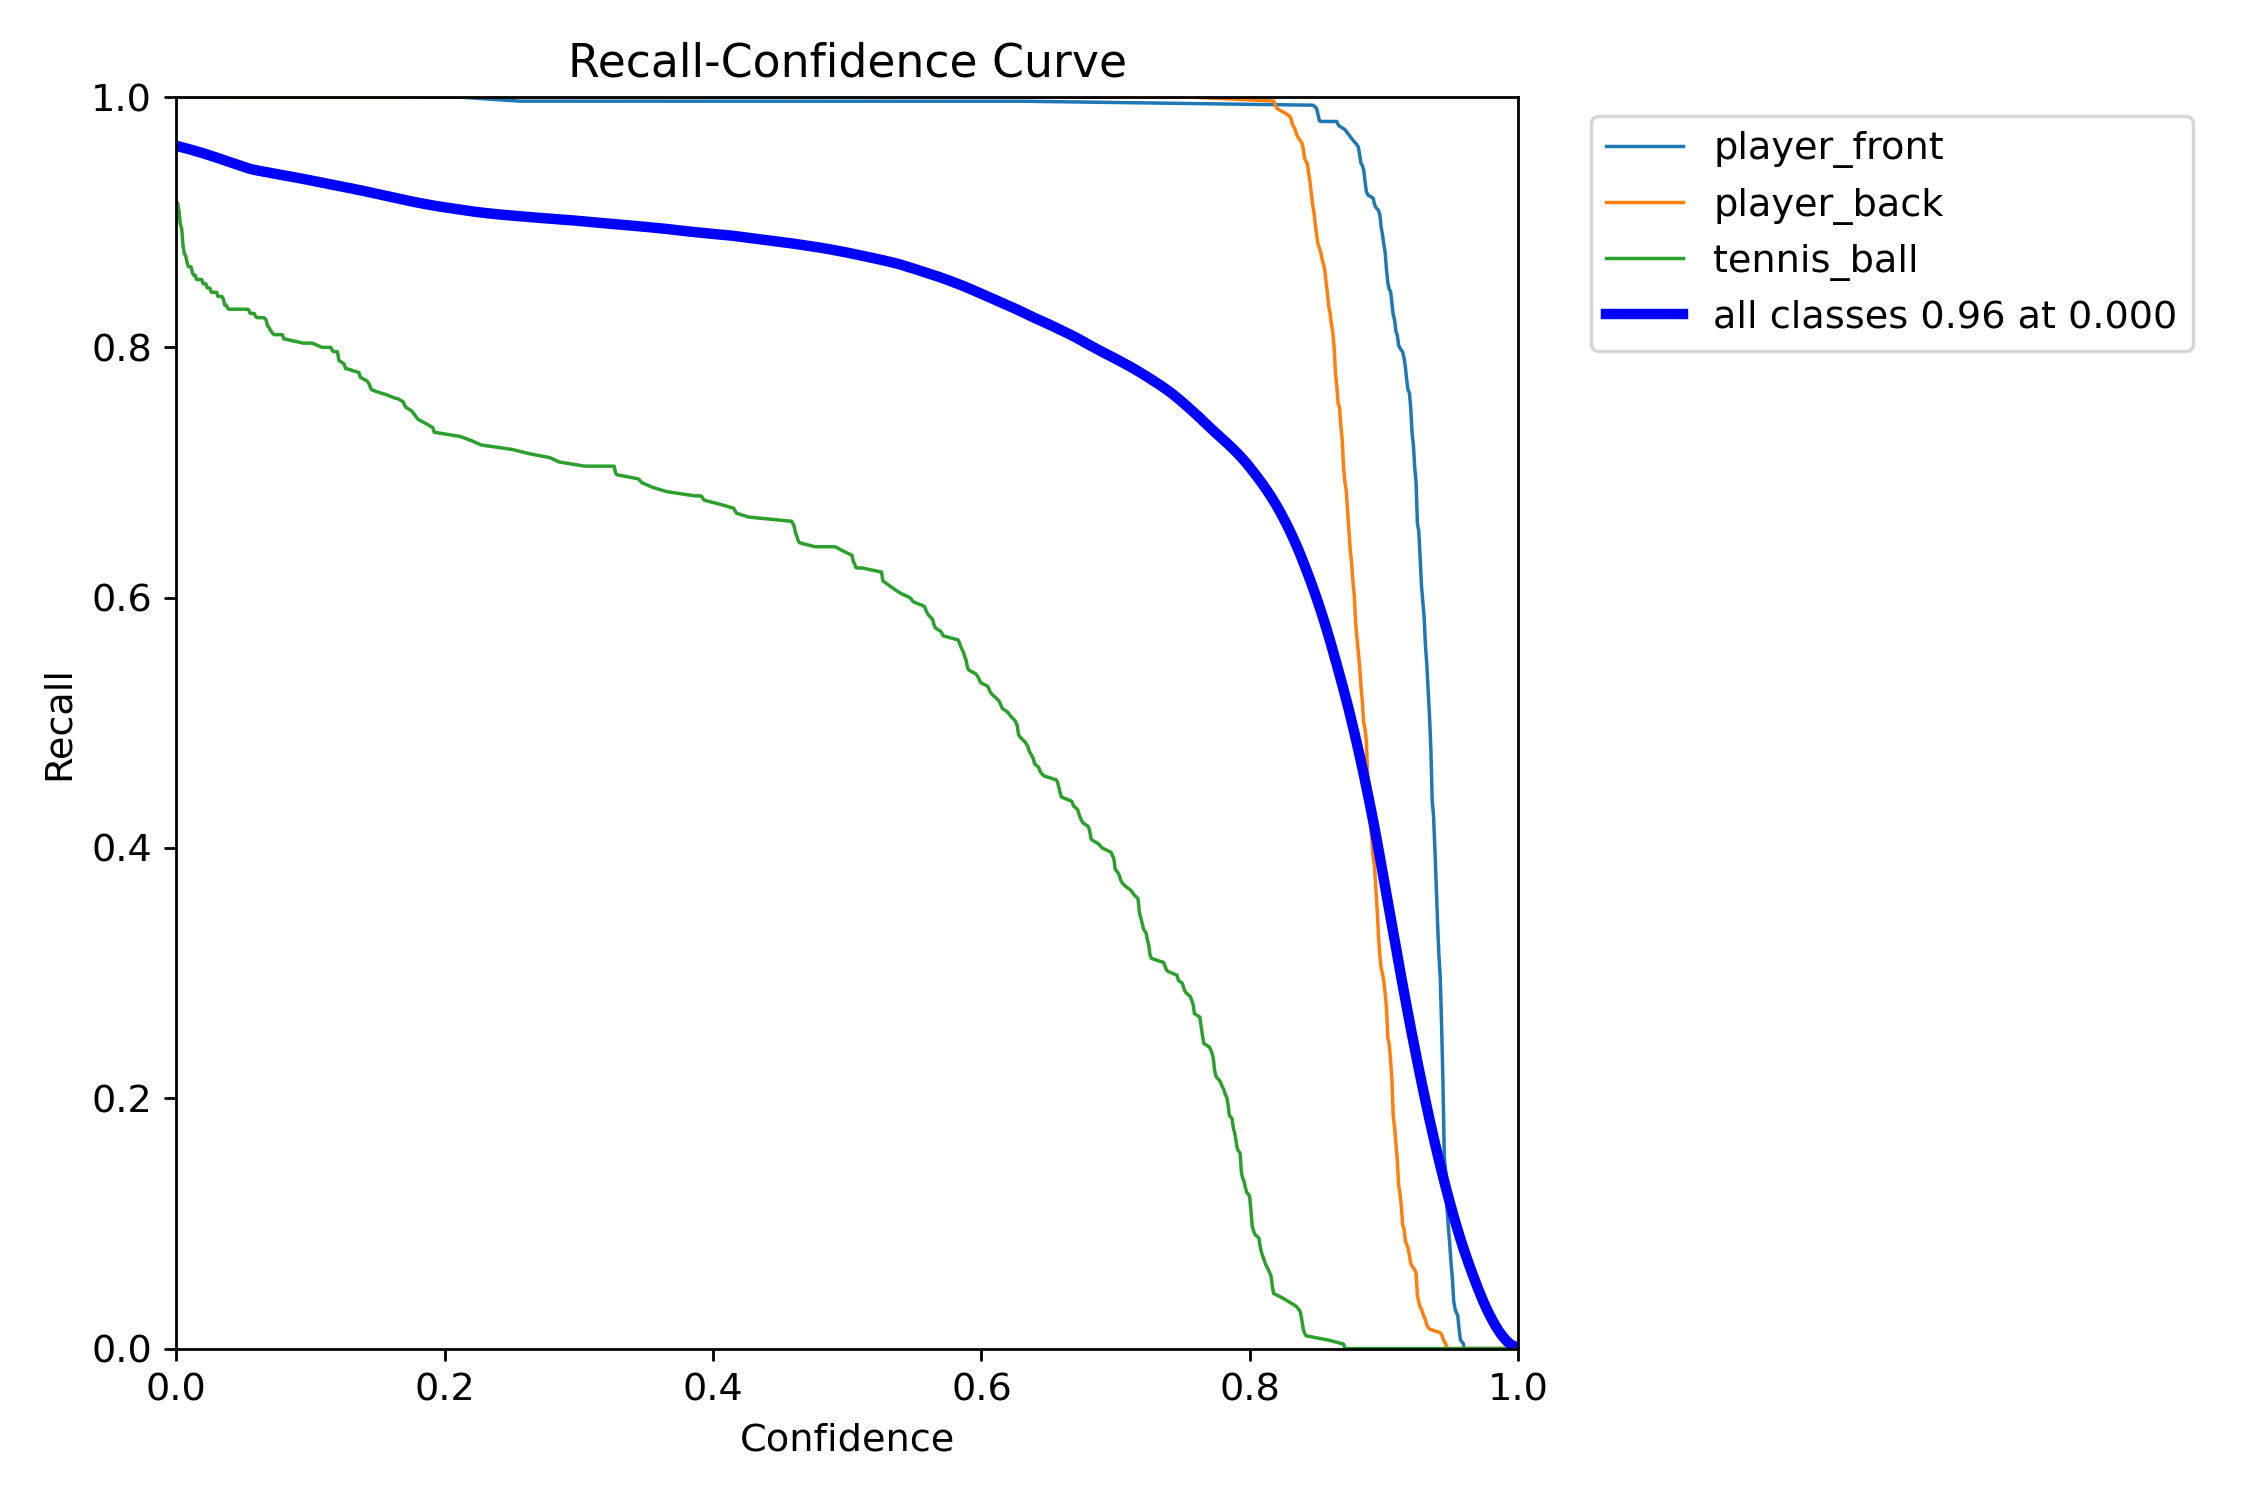 Recall-Confidence Curve
1.0
0.8
0.6
0.4
0.2
0.0
Recall
0.0 0.2 0.4 0.6 0.8 1.0
Confidence
player_front
player_back
tennis_ball
all classes 0.96 at 0.000